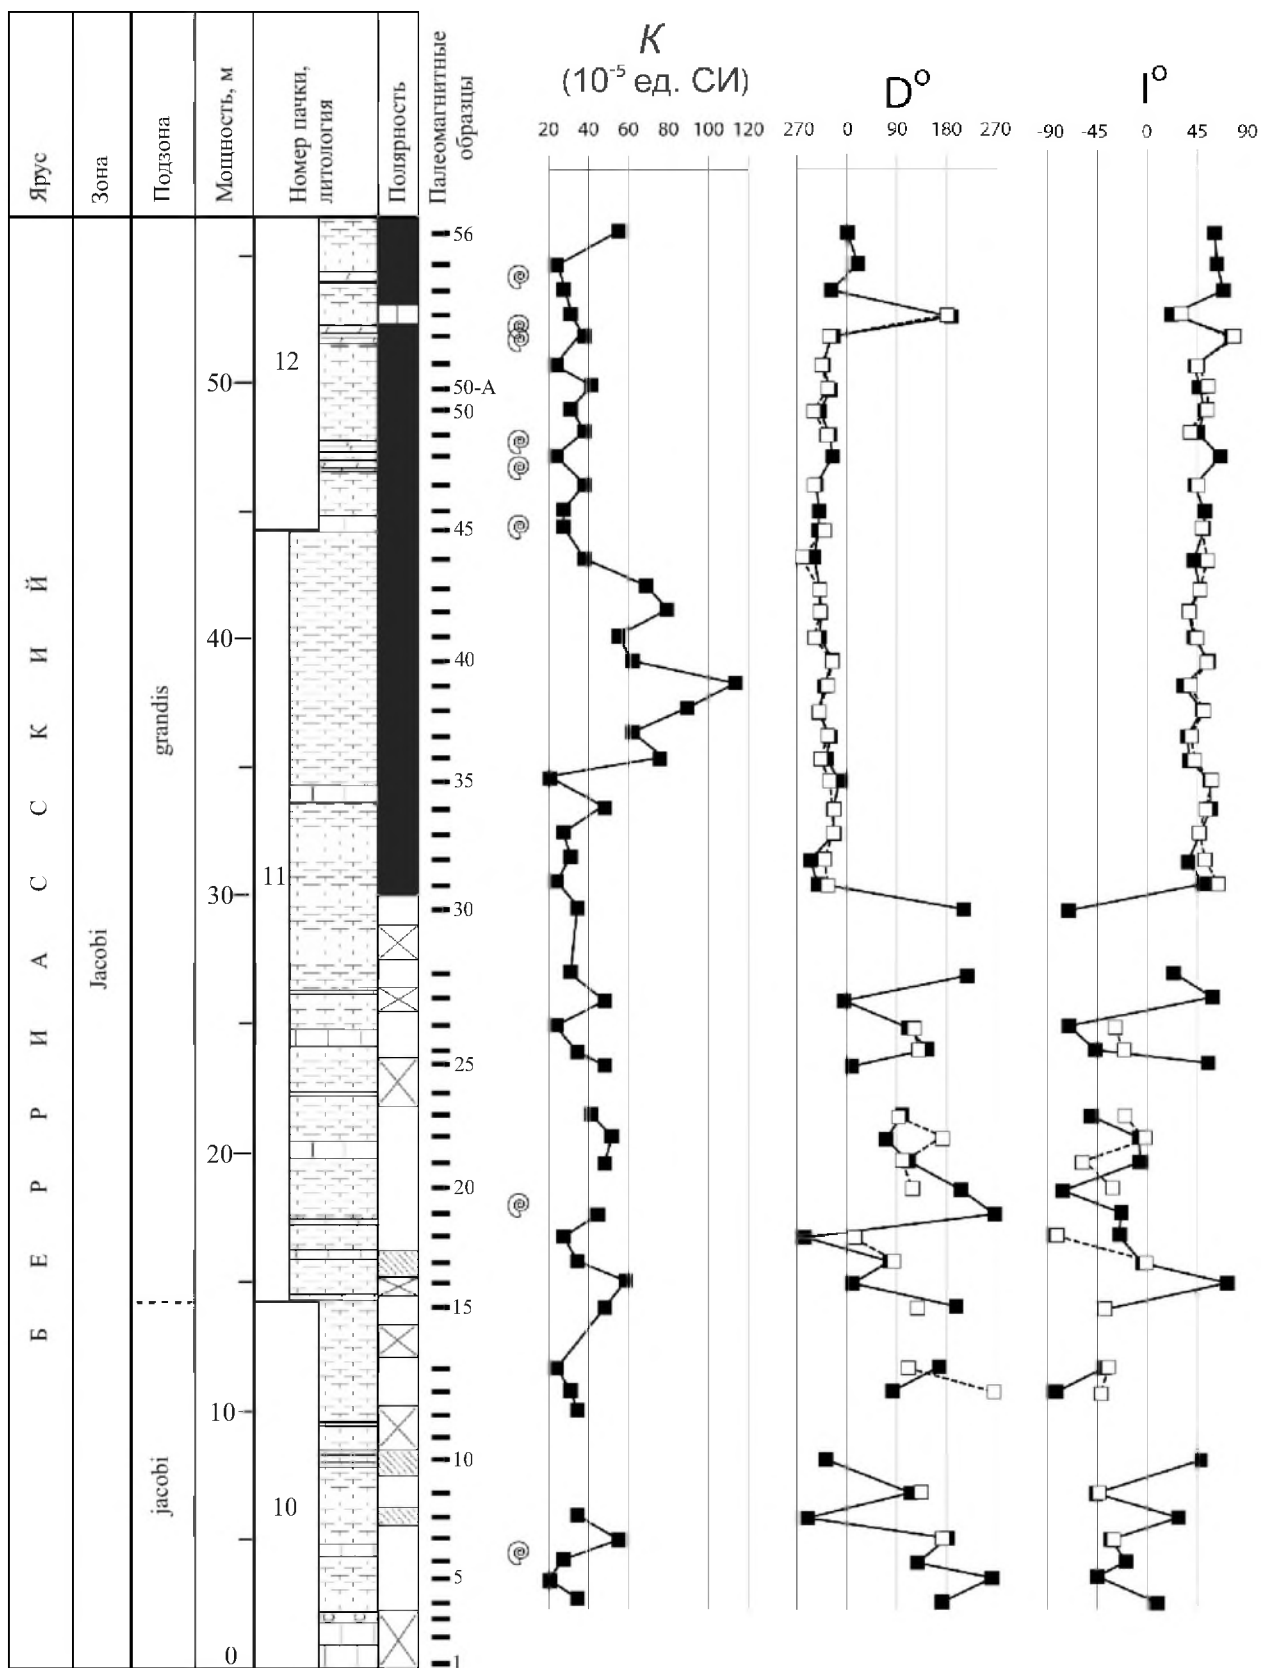 Ярус
Зона
Подзона
Мощность, м
Номер пачки,
литология
Полярность
Палеомагнитные
образцы
К
(10⁻⁵ ед. СИ)
20 40 60 80 100 120
D°
270 0 90 180 270
I°
-90 -45 0 45 90
БЕРРИАССКИЙ
Jacobi
grandis
jacobi
50
40
30
20
10
0
12
11
10
56
50-А
50
45
40
35
30
25
20
15
10
5
1